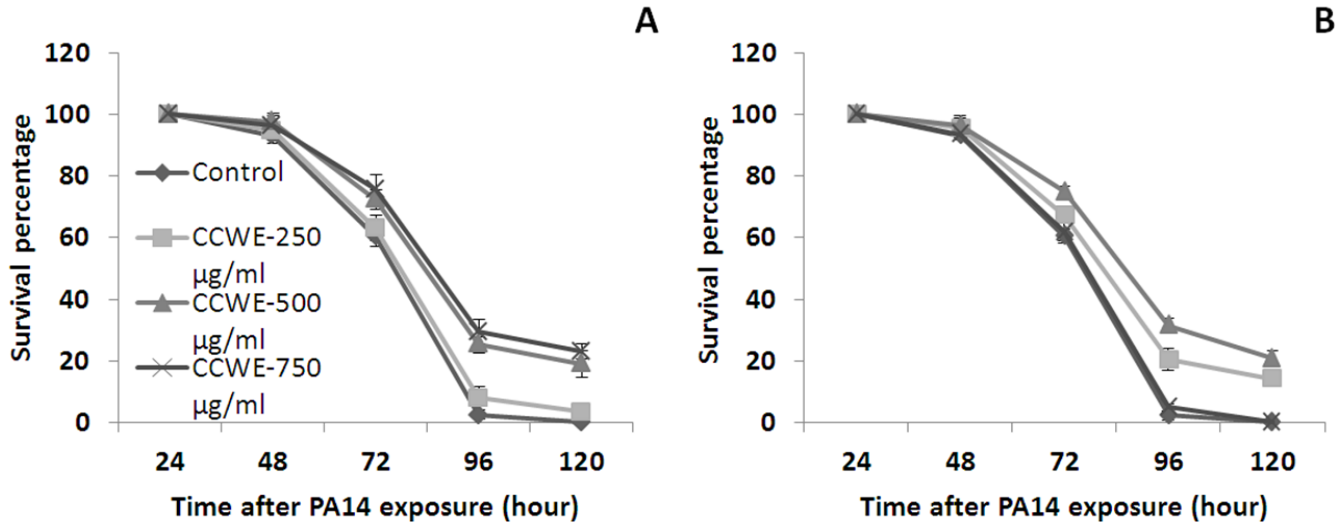 A
120
100
80
60
40
20
0
Survival percentage
Control
CCWE-250
µg/ml
CCWE-500
µg/ml
CCWE-750
µg/ml
24 48 72 96 120
Time after PA14 exposure (hour)
B
120
100
80
60
40
20
0
Survival percentage
24 48 72 96 120
Time after PA14 exposure (hour)